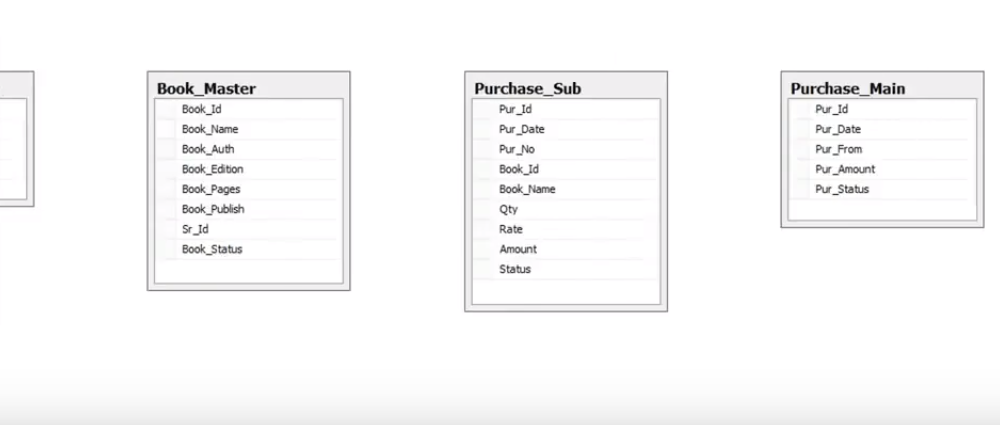 Book_Master
Book_Id
Book_Name
Book_Auth
Book_Edition
Book_Pages
Book_Publish
Sr_Id
Book_Status
Purchase_Sub
Pur_Id
Pur_Date
Pur_No
Book_Id
Book_Name
Qty
Rate
Amount
Status
Purchase_Main
Pur_Id
Pur_Date
Pur_From
Pur_Amount
Pur_Status